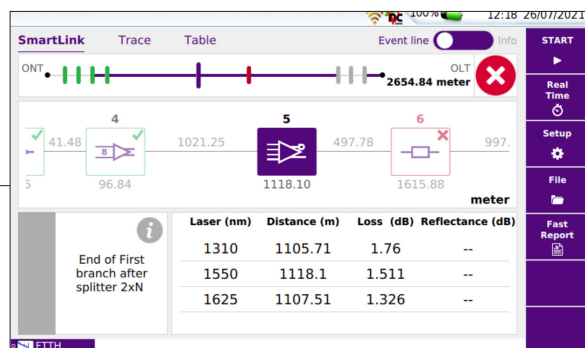 100% 12:18 26/07/2021
SmartLink Trace Table Event line Info START
ONT OLT
2654.84 meter
Real
Time
4 5 6
41.48 8 1021.25 497.78 997.
Setup
96.84 1118.10 1615.88
meter
File
Laser (nm) Distance (m) Loss (dB) Reflectance (dB)
Fast
Report
i
1310 1105.71 1.76 --
End of First
branch after
splitter 2xN
1550 1118.1 1.511 --
1625 1107.51 1.326 --
FTTH